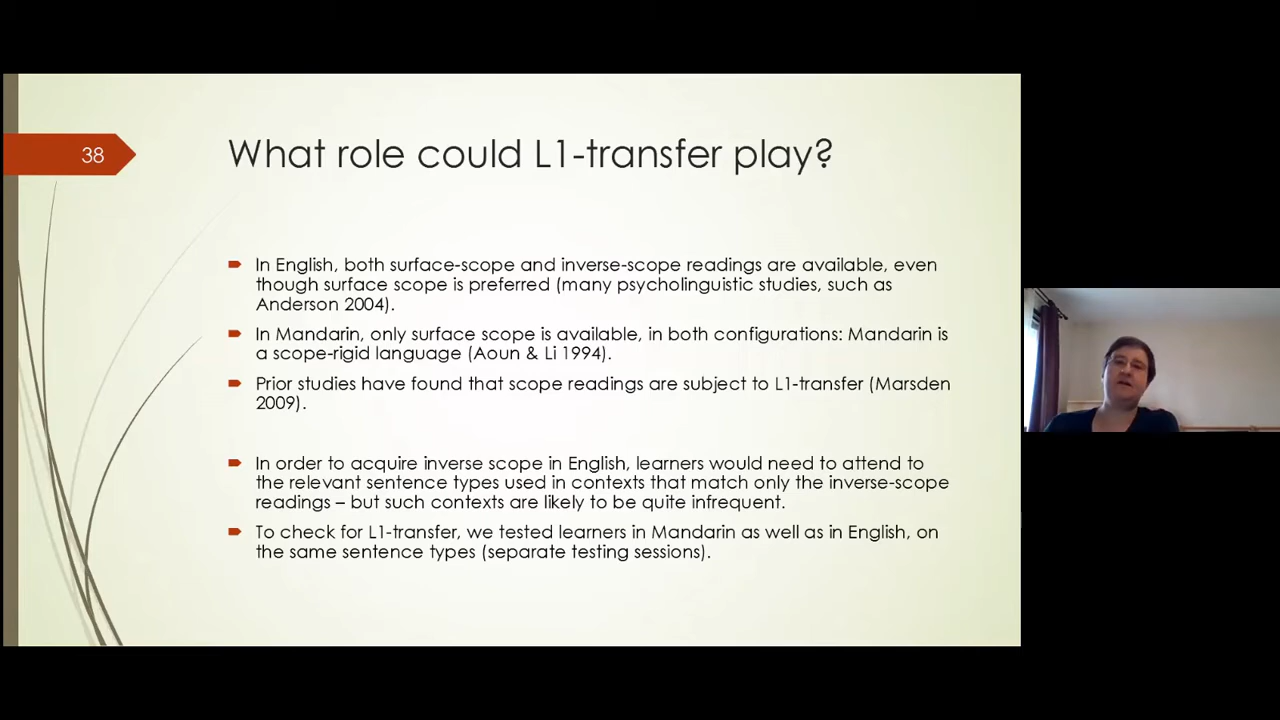 38
What role could L1-transfer play?
In English, both surface-scope and inverse-scope readings are available, even
though surface scope is preferred (many psycholinguistic studies, such as
Anderson 2004).
In Mandarin, only surface scope is available, in both configurations: Mandarin is
a scope-rigid language (Aoun & Li 1994).
Prior studies have found that scope readings are subject to L1-transfer (Marsden
2009).
In order to acquire inverse scope in English, learners would need to attend to
the relevant sentence types used in contexts that match only the inverse-scope
readings – but such contexts are likely to be quite infrequent.
To check for L1-transfer, we tested learners in Mandarin as well as in English, on
the same sentence types (separate testing sessions).